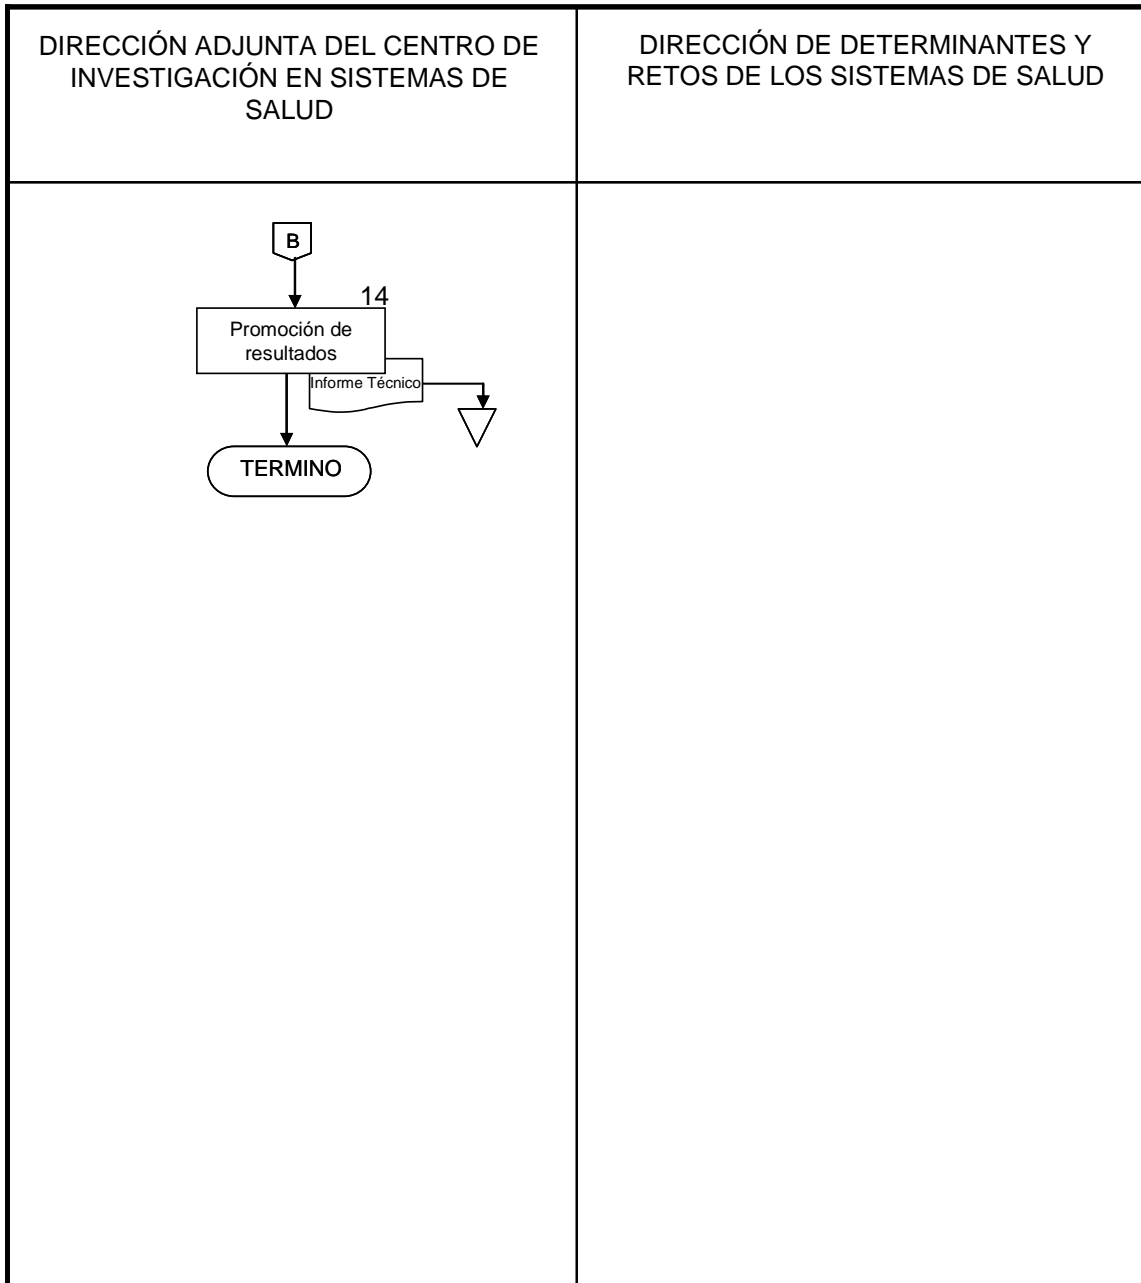 DIRECCIÓN ADJUNTA DEL CENTRO DE
INVESTIGACIÓN EN SISTEMAS DE
SALUD
DIRECCIÓN DE DETERMINANTES Y
RETOS DE LOS SISTEMAS DE SALUD
B
14
Promoción de
resultados
Informe Técnico
TERMINO